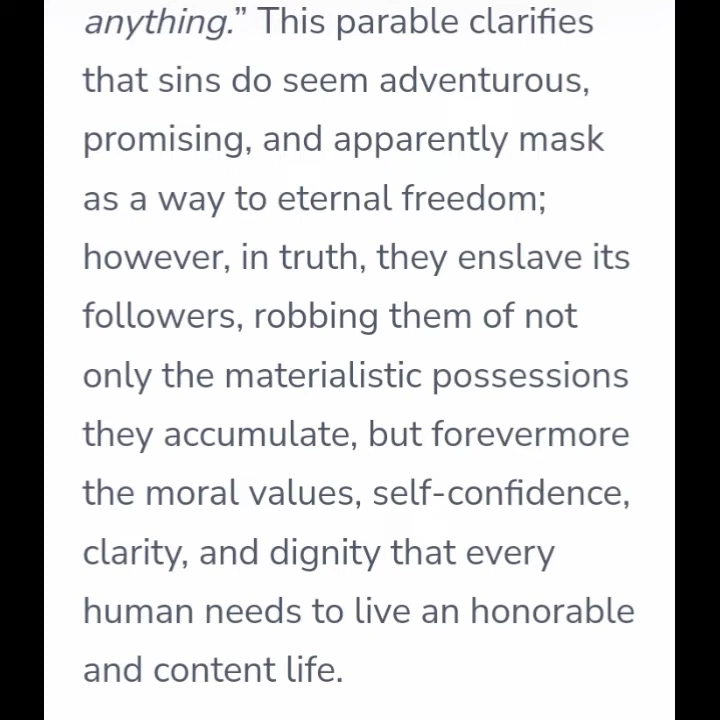 anything.” This parable clarifies
that sins do seem adventurous,
promising, and apparently mask
as a way to eternal freedom;
however, in truth, they enslave its
followers, robbing them of not
only the materialistic possessions
they accumulate, but forevermore
the moral values, self-confidence,
clarity, and dignity that every
human needs to live an honorable
and content life.